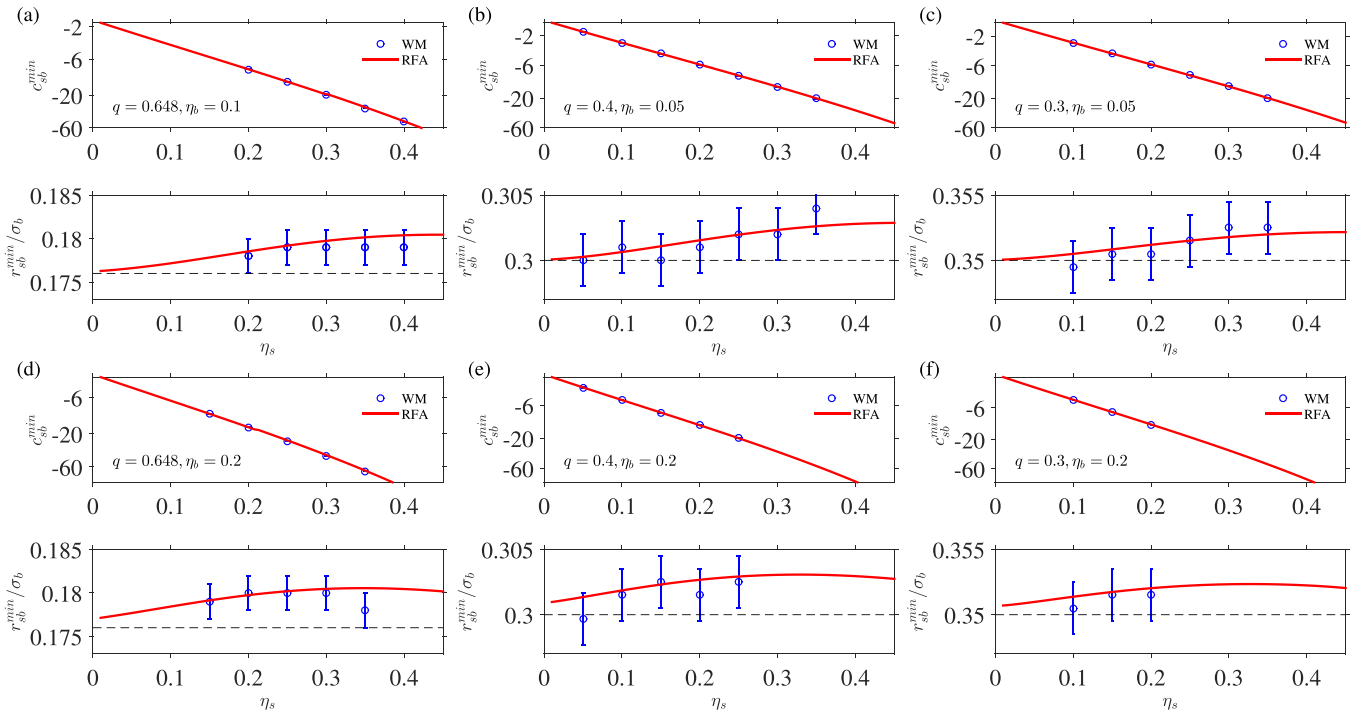 (a)
-2
-6
-20
-60
c_{sb}^{min}
WM
RFA
q = 0.648, η_b = 0.1
0 0.1 0.2 0.3 0.4
0.185
0.18
0.175
r_{sb}^{min}/σ_b
0 0.1 0.2 0.3 0.4
η_s
(b)
-2
-6
-20
-60
c_{sb}^{min}
WM
RFA
q = 0.4, η_b = 0.05
0 0.1 0.2 0.3 0.4
0.305
0.3
r_{sb}^{min}/σ_b
0 0.1 0.2 0.3 0.4
η_s
(c)
-2
-6
-20
-60
c_{sb}^{min}
WM
RFA
q = 0.3, η_b = 0.05
0 0.1 0.2 0.3 0.4
0.355
0.35
r_{sb}^{min}/σ_b
0 0.1 0.2 0.3 0.4
η_s
(d)
-6
-20
-60
c_{sb}^{min}
WM
RFA
q = 0.648, η_b = 0.2
0 0.1 0.2 0.3 0.4
0.185
0.18
0.175
r_{sb}^{min}/σ_b
0 0.1 0.2 0.3 0.4
η_s
(e)
-6
-20
-60
c_{sb}^{min}
WM
RFA
q = 0.4, η_b = 0.2
0 0.1 0.2 0.3 0.4
0.305
0.3
r_{sb}^{min}/σ_b
0 0.1 0.2 0.3 0.4
η_s
(f)
-6
-20
-60
c_{sb}^{min}
WM
RFA
q = 0.3, η_b = 0.2
0 0.1 0.2 0.3 0.4
0.355
0.35
r_{sb}^{min}/σ_b
0 0.1 0.2 0.3 0.4
η_s